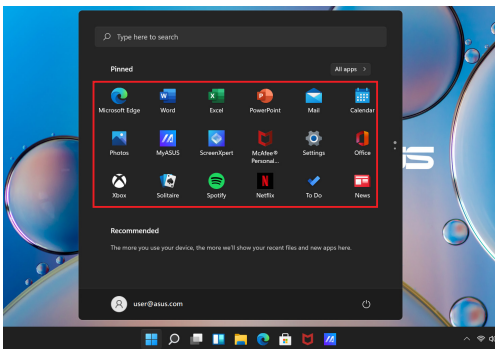 Type here to search
Pinned
All apps >
Microsoft Edge
Word
Excel
PowerPoint
Mail
Calendar
Photos
MyASUS
ScreenXpert
McAfee®
Personal...
Settings
Office
Xbox
Solitaire
Spotify
Netflix
To Do
News
Recommended
The more you use your device, the more we'll show your recent files and new apps here.
user@asus.com